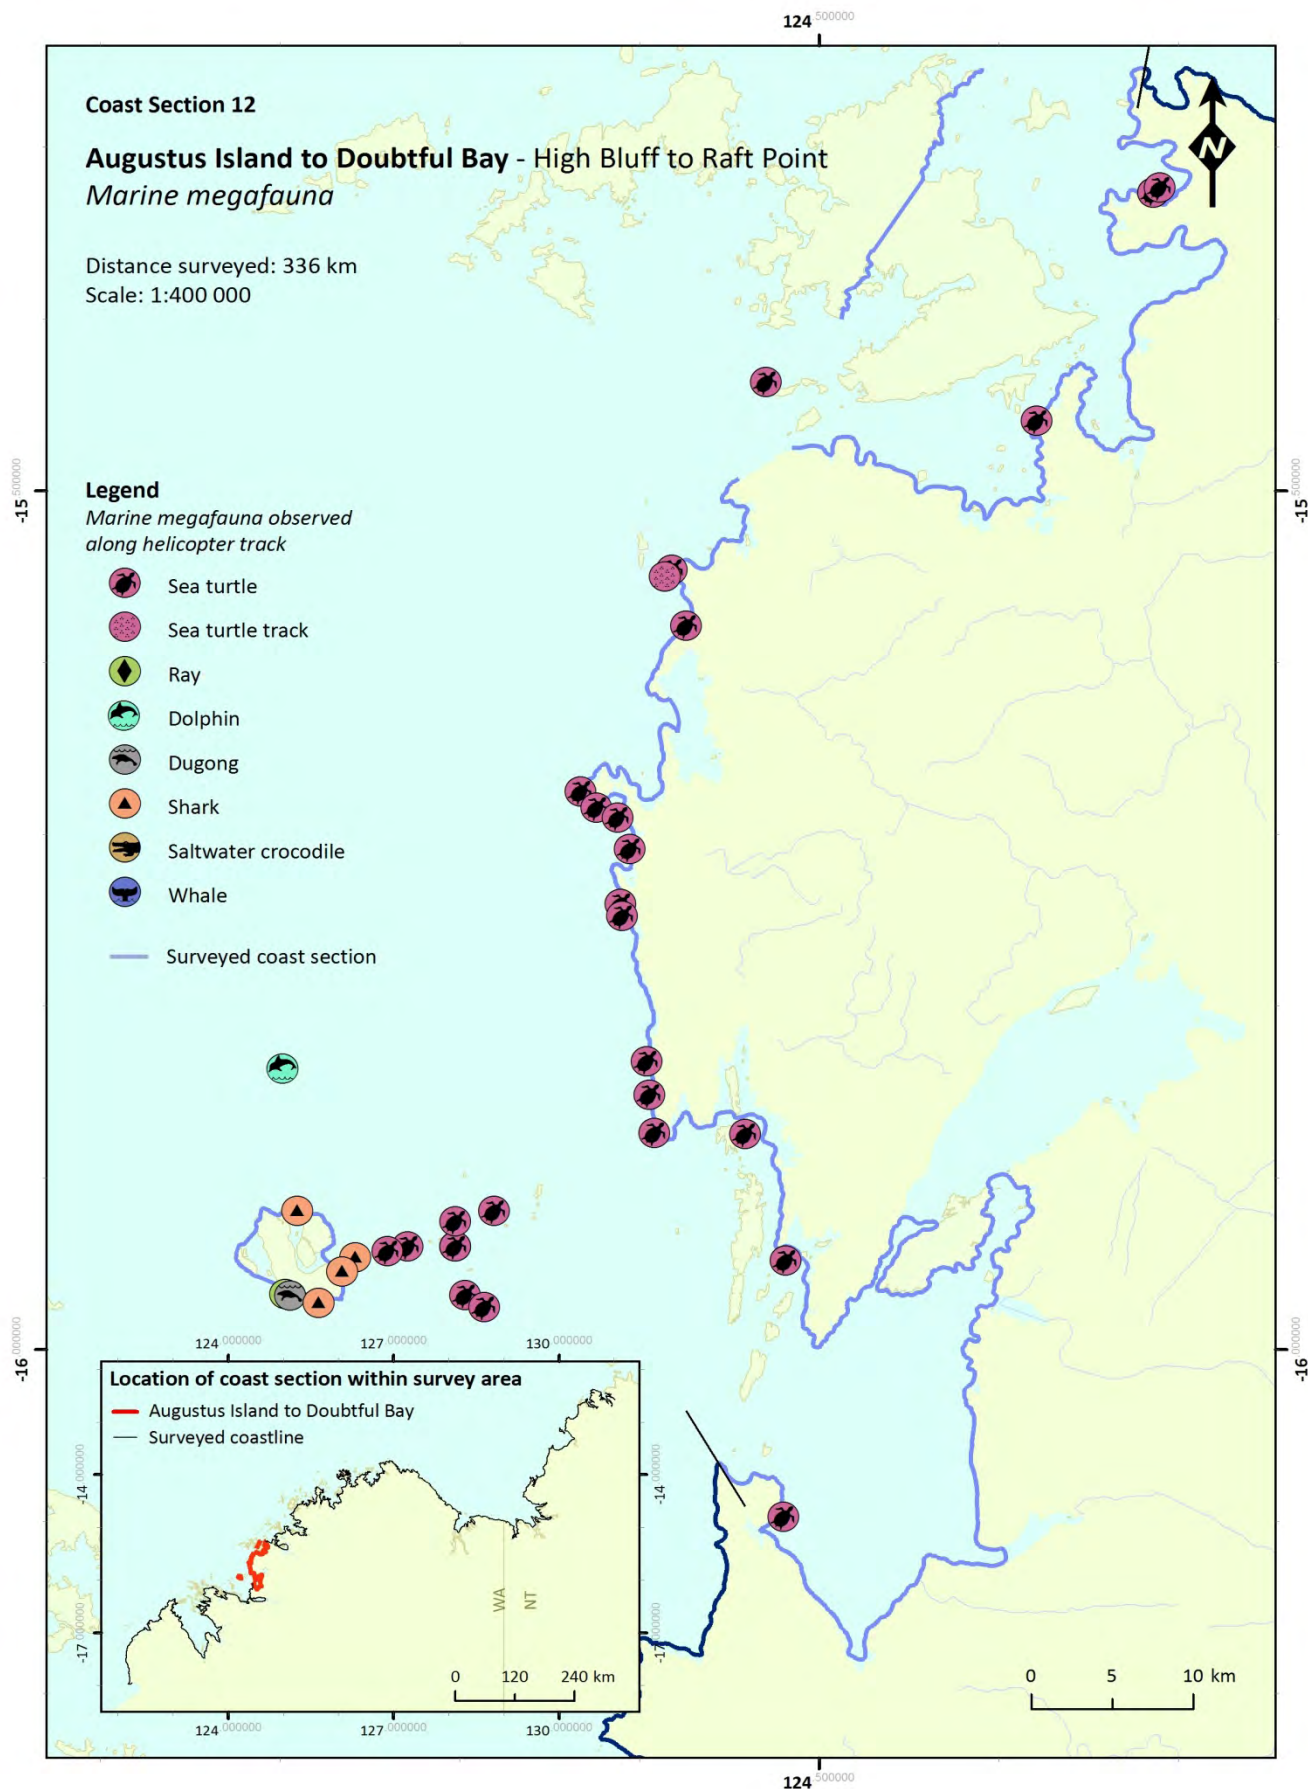 124.500000
Coast Section 12
Augustus Island to Doubtful Bay - High Bluff to Raft Point
Marine megafauna
N
Distance surveyed: 336 km
Scale: 1:400 000
-15.500000
-15.500000
Legend
Marine megafauna observed
along helicopter track
Sea turtle
Sea turtle track
Ray
Dolphin
Dugong
Shark
Saltwater crocodile
Whale
Surveyed coast section
-16.000000
-16.000000
124.000000 127.000000 130.000000
Location of coast section within survey area
Augustus Island to Doubtful Bay
Surveyed coastline
-14.000000
-14.000000
WA
NT
-17.000000
-17.000000
0 120 240 km
0 5 10 km
124.000000 127.000000 130.000000
124.500000